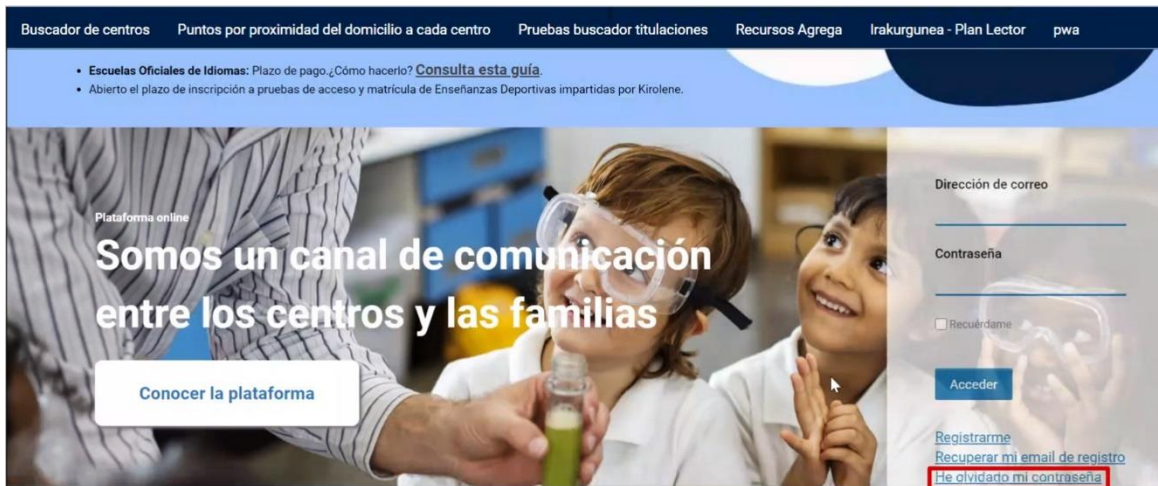 Buscador de centros Puntos por proximidad del domicilio a cada centro Pruebas buscador titulaciones Recursos Agrega Irakurgunea - Plan Lector pwa
• Escuelas Oficiales de Idiomas: Plazo de pago.¿Cómo hacerlo? Consulta esta guía.
• Abierto el plazo de inscripción a pruebas de acceso y matrícula de Enseñanzas Deportivas impartidas por Kirolene.
Plataforma online
Somos un canal de comunicación
entre los centros y las familias
Conocer la plataforma
Dirección de correo
Contraseña
Recuérdame
Acceder
Registrarme
Recuperar mi email de registro
He olvidado mi contraseña